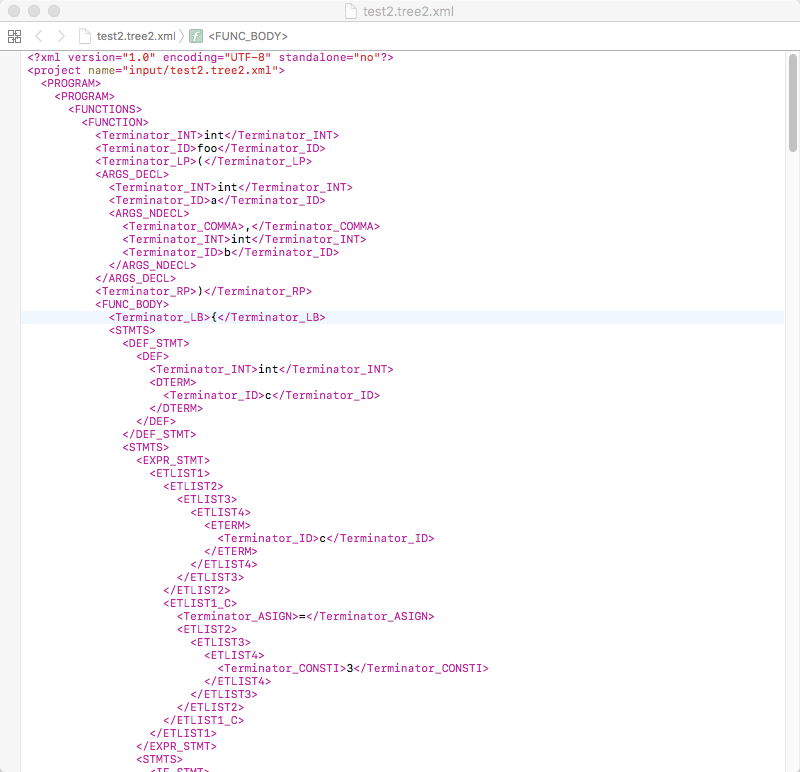 test2.tree2.xml
test2.tree2.xml f <FUNC_BODY>
<?xml version="1.0" encoding="UTF-8" standalone="no"?>
<project name="input/test2.tree2.xml">
<PROGRAM>
<PROGRAM>
<FUNCTIONS>
<FUNCTION>
<Terminator_INT>int</Terminator_INT>
<Terminator_ID>foo</Terminator_ID>
<Terminator_LP>(</Terminator_LP>
<ARGS_DECL>
<Terminator_INT>int</Terminator_INT>
<Terminator_ID>a</Terminator_ID>
<ARGS_NDECL>
<Terminator_COMMA>,</Terminator_COMMA>
<Terminator_INT>int</Terminator_INT>
<Terminator_ID>b</Terminator_ID>
</ARGS_NDECL>
</ARGS_DECL>
<Terminator_RP>)</Terminator_RP>
<FUNC_BODY>
<Terminator_LB>{</Terminator_LB>
<STMTS>
<DEF_STMT>
<DEF>
<Terminator_INT>int</Terminator_INT>
<DTERM>
<Terminator_ID>c</Terminator_ID>
</DTERM>
</DEF>
</DEF_STMT>
<STMTS>
<EXPR_STMT>
<ETLIST1>
<ETLIST2>
<ETLIST3>
<ETLIST4>
<ETERM>
<Terminator_ID>c</Terminator_ID>
</ETERM>
</ETLIST4>
</ETLIST3>
</ETLIST2>
<ETLIST1_C>
<Terminator_ASIGN>=</Terminator_ASIGN>
<ETLIST2>
<ETLIST3>
<ETLIST4>
<Terminator_CONSTI>3</Terminator_CONSTI>
</ETLIST4>
</ETLIST3>
</ETLIST2>
</ETLIST1_C>
</ETLIST1>
</EXPR_STMT>
<STMTS>